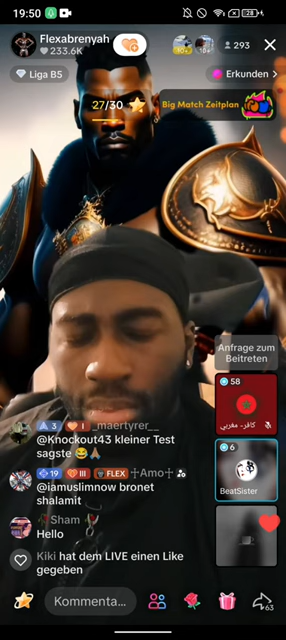 19:50
28
Flexabrenyah
233.6K
293
Liga B5
Erkunden >
27/30
Big Match Zeitplan
Anfrage zum
Beitreten
58
كافر- مغربي
6
BeatSister
3 I _maertyrer__
@Knockout43 kleiner Test
sagste 😂🙏
19 III FLEX ✝Amo✝
@iamuslimnow bronet
shalamit
Sham
Hello
Kiki hat dem LIVE einen Like
gegeben
Kommenta...
63